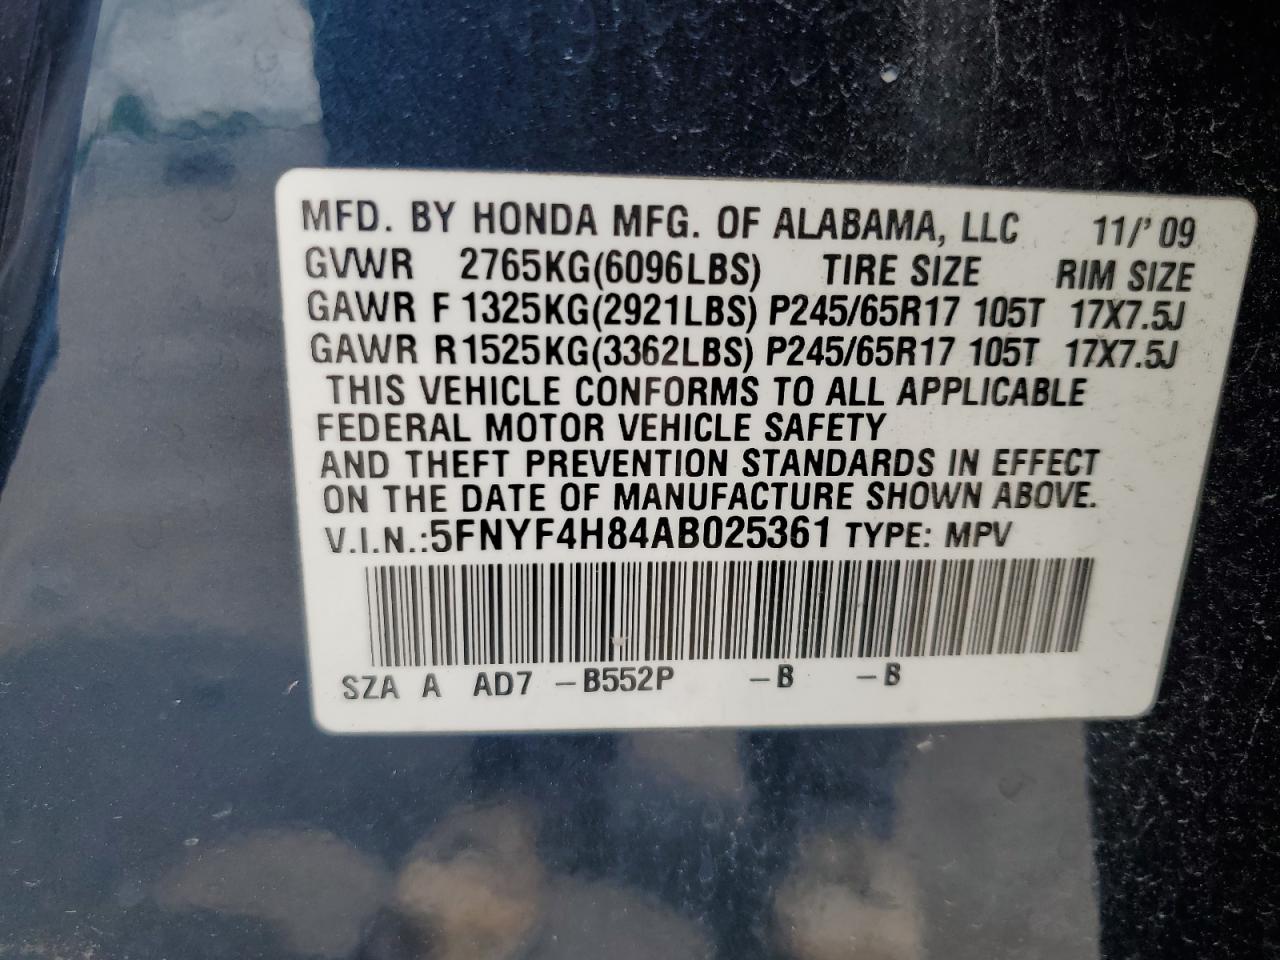 MFD. BY HONDA MFG. OF ALABAMA, LLC 11/'09
GVWR 2765KG(6096LBS) TIRE SIZE RIM SIZE
GAWR F 1325KG(2921LBS) P245/65R17 105T 17X7.5J
GAWR R1525KG(3362LBS) P245/65R17 105T 17X7.5J
THIS VEHICLE CONFORMS TO ALL APPLICABLE
FEDERAL MOTOR VEHICLE SAFETY
AND THEFT PREVENTION STANDARDS IN EFFECT
ON THE DATE OF MANUFACTURE SHOWN ABOVE.
V.I.N.:5FNYF4H84AB025361 TYPE: MPV
SZA A AD7 –B552P –B –B